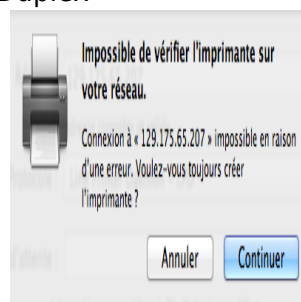 Impossible de vérifier l'imprimante sur
votre réseau.
Connexion à « 129.175.65.207 » impossible en raison
d'une erreur. Voulez-vous toujours créer
l'imprimante ?
Annuler
Continuer